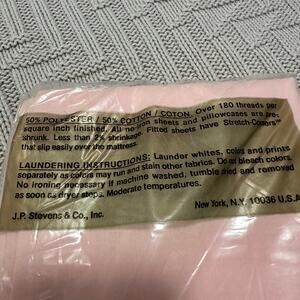 50% POLYESTER / 50% COTTON / COTON. Over 180 threads per
square inch finished. All no-iron sheets and pillowcases are pre-
shrunk. Less than 2% shrinkage. Fitted sheets have Stretch-Corners™
that slip easily over the mattress.
LAUNDERING INSTRUCTIONS: Launder whites, colors and prints
separately as colors may run and stain other fabrics. Do not bleach colors.
No ironing necessary if machine washed, tumble dried and removed
as soon as dryer stops. Moderate temperatures.
J.P. Stevens & Co., Inc.
New York, N.Y. 10036 U.S.A